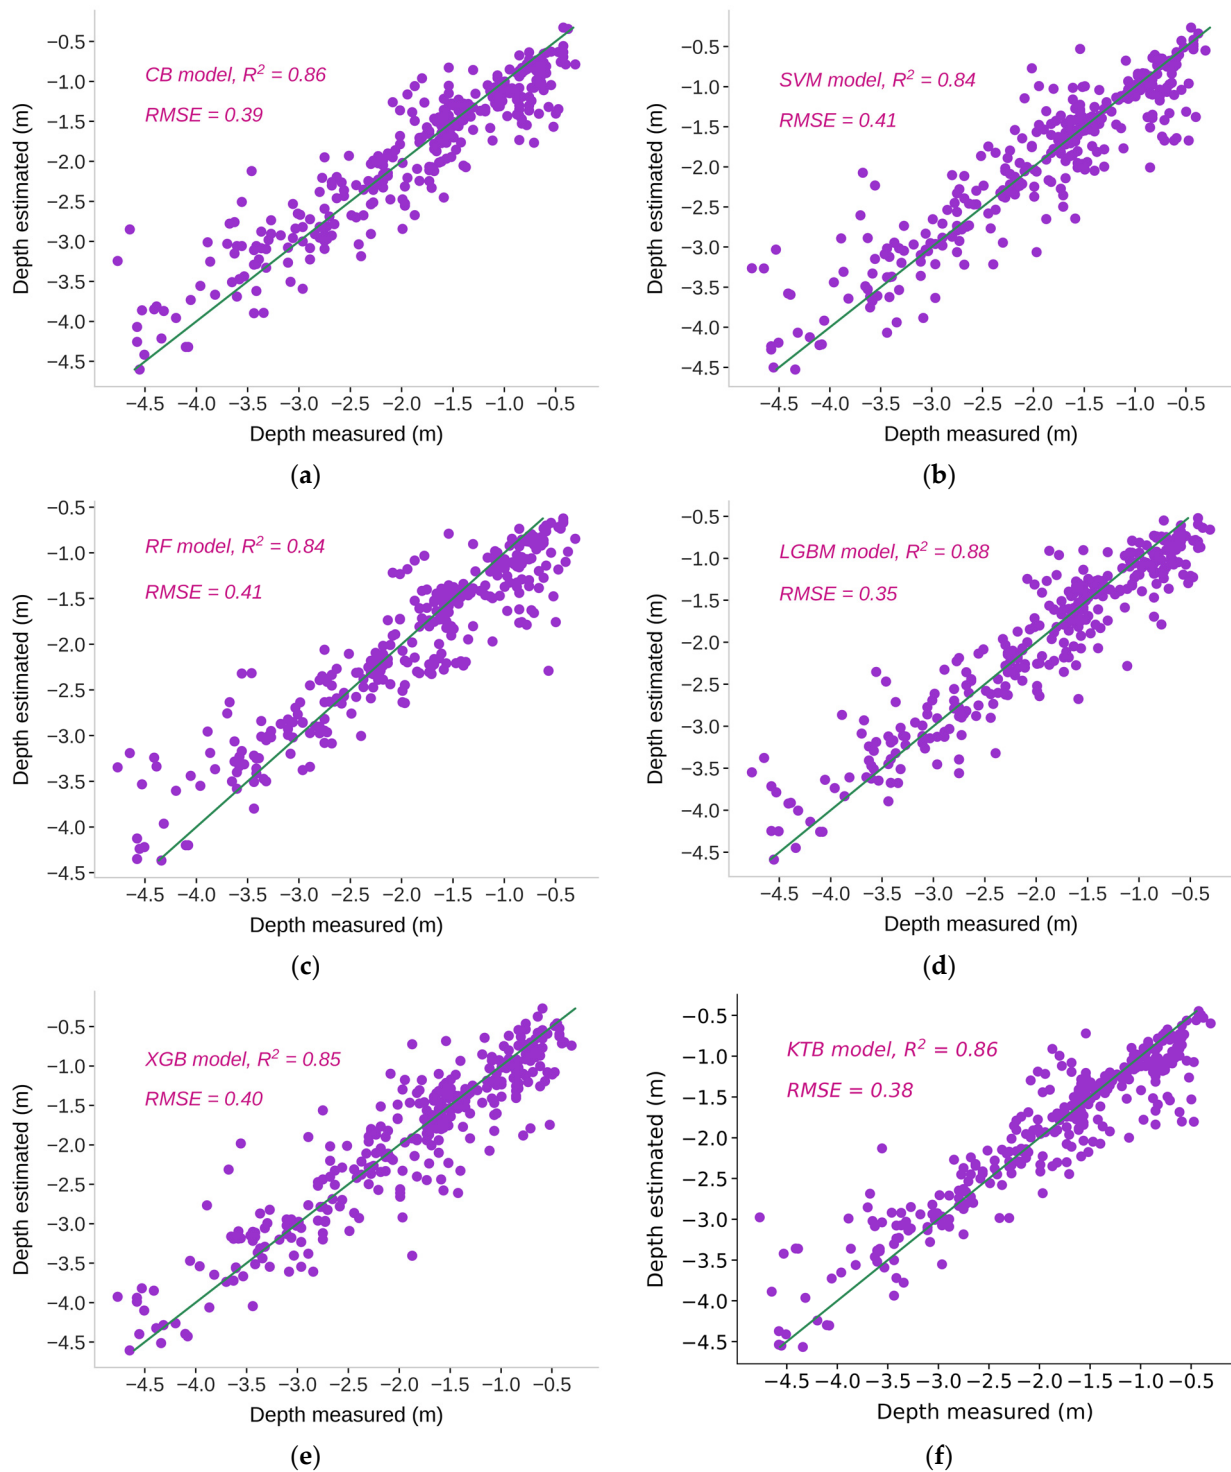 CB model, R² = 0.86
RMSE = 0.39
Depth estimated (m)
−0.5
−1.0
−1.5
−2.0
−2.5
−3.0
−3.5
−4.0
−4.5
−4.5 −4.0 −3.5 −3.0 −2.5 −2.0 −1.5 −1.0 −0.5
Depth measured (m)
(a)
SVM model, R² = 0.84
RMSE = 0.41
Depth estimated (m)
−0.5
−1.0
−1.5
−2.0
−2.5
−3.0
−3.5
−4.0
−4.5
−4.5 −4.0 −3.5 −3.0 −2.5 −2.0 −1.5 −1.0 −0.5
Depth measured (m)
(b)
RF model, R² = 0.84
RMSE = 0.41
Depth estimated (m)
−0.5
−1.0
−1.5
−2.0
−2.5
−3.0
−3.5
−4.0
−4.5
−4.5 −4.0 −3.5 −3.0 −2.5 −2.0 −1.5 −1.0 −0.5
Depth measured (m)
(c)
LGBM model, R² = 0.88
RMSE = 0.35
Depth estimated (m)
−0.5
−1.0
−1.5
−2.0
−2.5
−3.0
−3.5
−4.0
−4.5
−4.5 −4.0 −3.5 −3.0 −2.5 −2.0 −1.5 −1.0 −0.5
Depth measured (m)
(d)
XGB model, R² = 0.85
RMSE = 0.40
Depth estimated (m)
−0.5
−1.0
−1.5
−2.0
−2.5
−3.0
−3.5
−4.0
−4.5
−4.5 −4.0 −3.5 −3.0 −2.5 −2.0 −1.5 −1.0 −0.5
Depth measured (m)
(e)
KTB model, R² = 0.86
RMSE = 0.38
Depth estimated (m)
−0.5
−1.0
−1.5
−2.0
−2.5
−3.0
−3.5
−4.0
−4.5
−4.5 −4.0 −3.5 −3.0 −2.5 −2.0 −1.5 −1.0 −0.5
Depth measured (m)
(f)